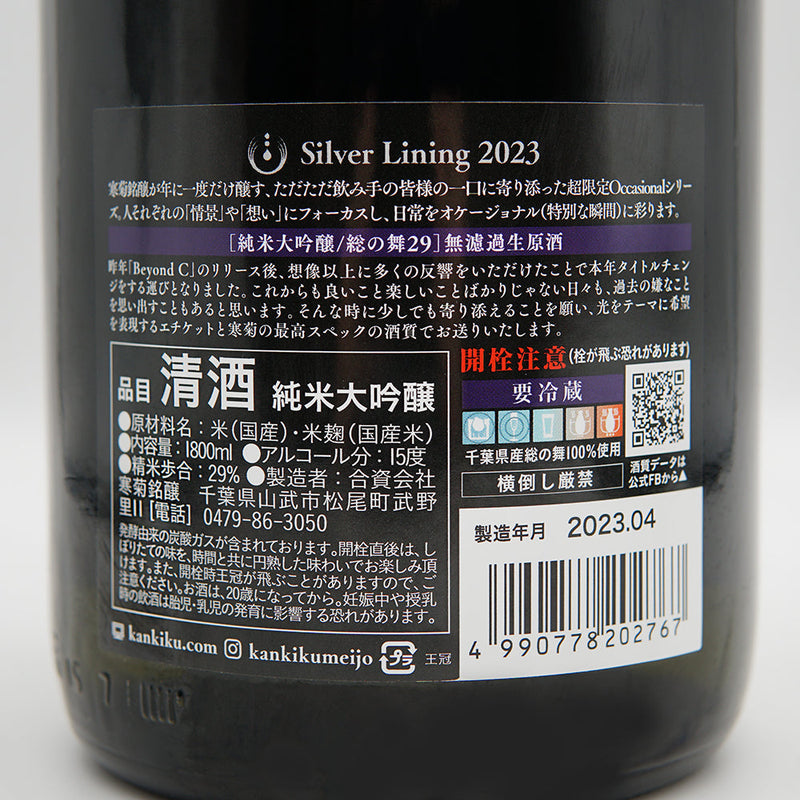 Silver Lining 2023
寒菊銘醸が年に一度だけ醸す、ただただ飲み手の皆様の一口に寄り添った超限定Occasionalシリー
ズ。人それぞれの「情景」や「想い」にフォーカスし、日常をオケージョナル(特別な瞬間)に彩ります。
[純米大吟醸/総の舞29]無濾過生原酒
昨年「Beyond C」のリリース後、想像以上に多くの反響をいただけたことで本年タイトルチェン
ジをする運びとなりました。これからも良いこと楽しいことばかりじゃない日々も、過去の嫌なこと
を思い出すこともあると思います。そんな時に少しでも寄り添えることを願い、光をテーマに希望
を表現するエチケットと寒菊の最高スペックの酒質でお送りいたします。
品目 清酒 純米大吟醸
●原材料名：米(国産)・米麹(国産米)
●内容量：1800ml ●アルコール分：15度
●精米歩合：29% ●製造者：合資会社
寒菊銘醸 千葉県山武市松尾町武野
里11 [電話] 0479-86-3050
発酵由来の炭酸ガスが含まれております。開栓直後は、し
ぼりたての味を、時間と共に円熟した味わいでお楽しみ頂
けます。また、開栓時王冠が飛ぶことがありますので、ご
注意ください。お酒は、20歳になってから。妊娠中や授乳
時の飲酒は胎児・乳児の発育に影響する恐れがあります。
kankiku.com kankikumeijo プラ 王冠
開栓注意(栓が飛ぶ恐れがあります)
要冷蔵
千葉県産総の舞100%使用
横倒し厳禁
酒質データは
公式FBから▲
製造年月 2023.04
4 990778 202767
15 7